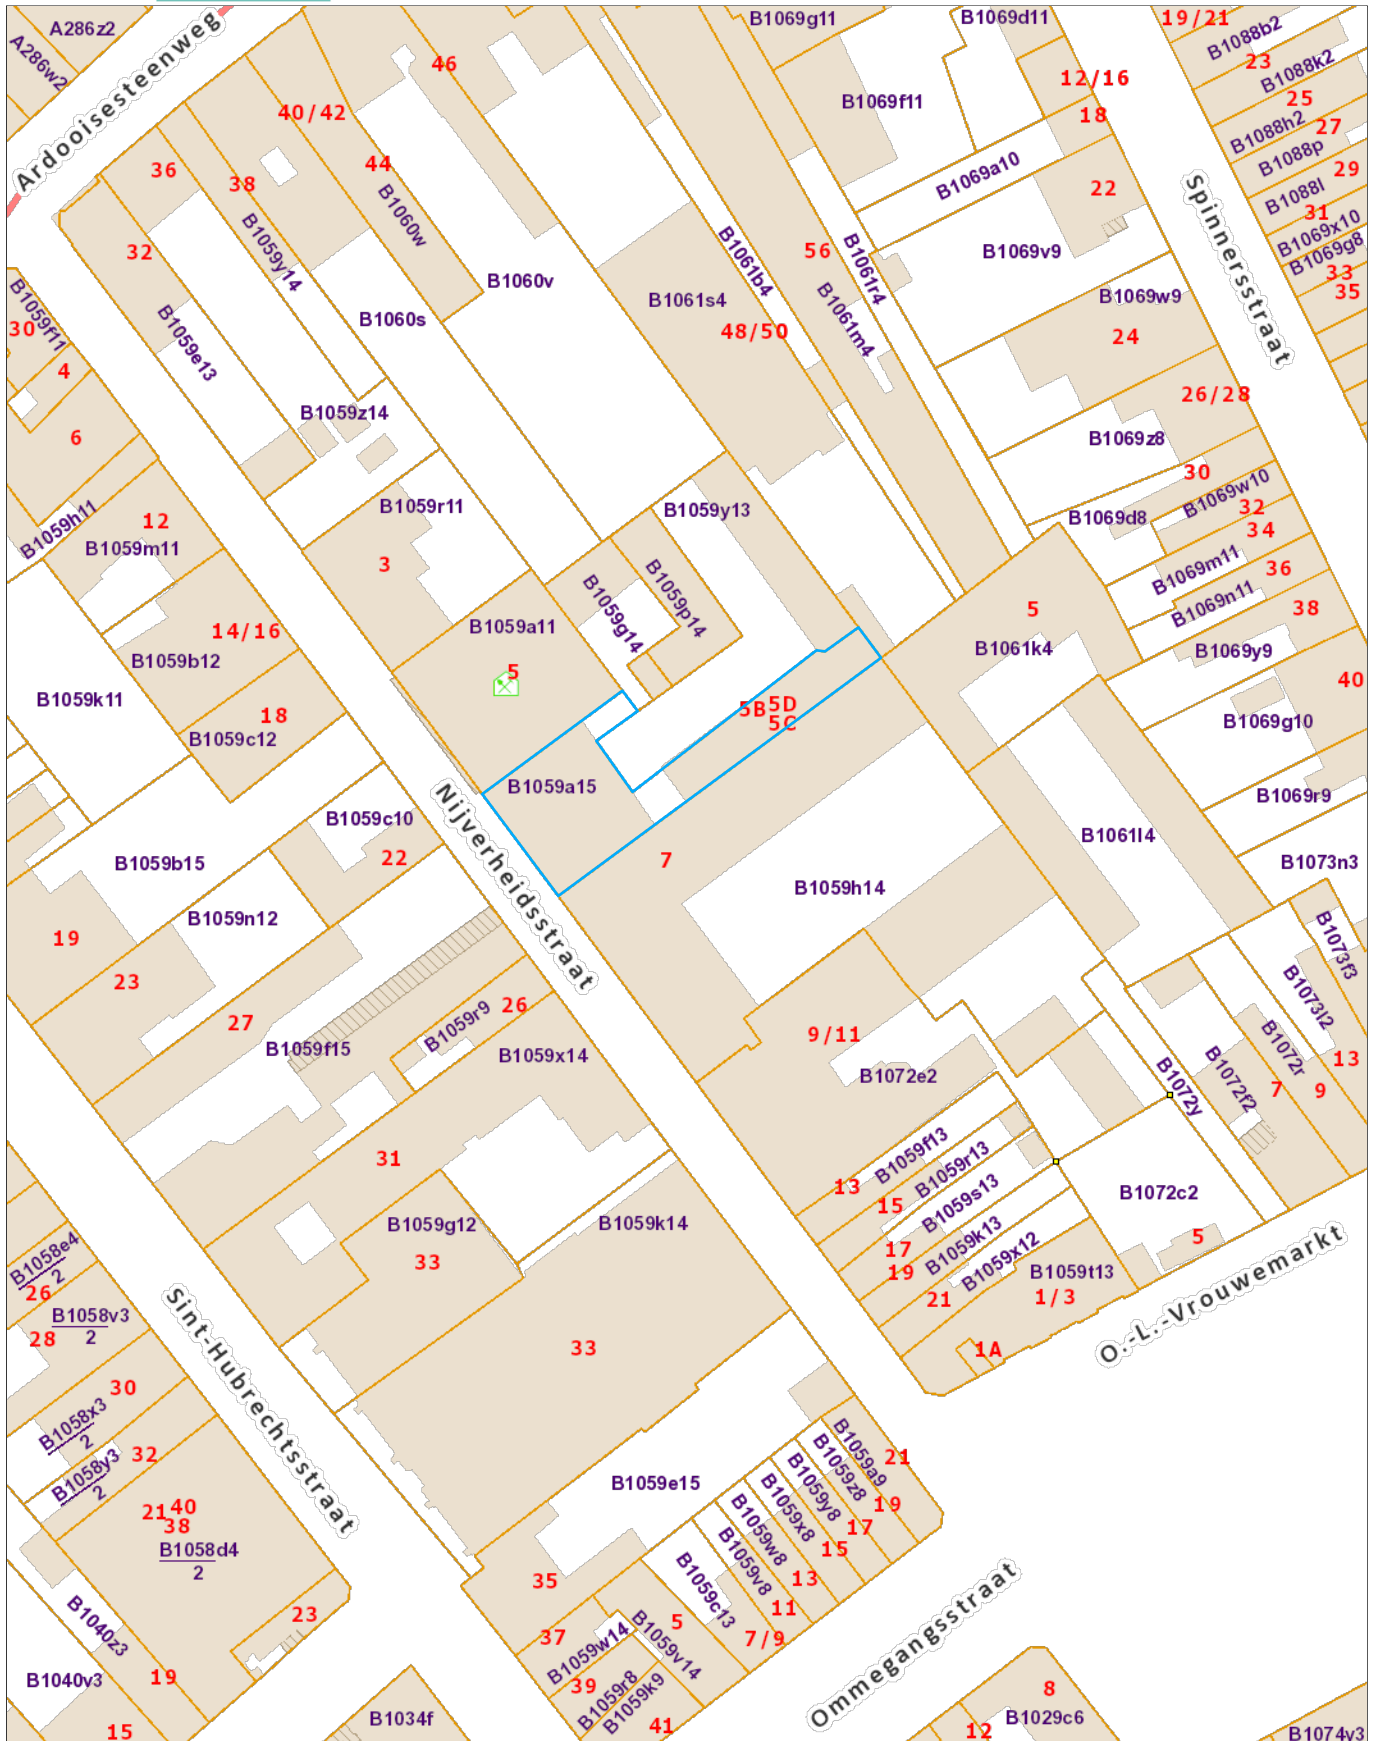 A286z2
A286w2
Ardooisesteenweg
46
40/42
44
36
38
32
B1060w
B1059y14
B1059e13
B1060v
B1060s
B1059z14
B1059f11
30
4
6
B1059h11
12
B1059m11
14/16
B1059b12
B1059k11
18
B1059c12
B1059r11
3
B1069g11
B1069d11
19/21
B1088b2
23
B1088k2
25
B1088h2
27
B1088p
29
B1088l
31
B1069x10
B1069g8
33
35
12/16
18
B1069f11
B1069a10
22
Spinnersstraat
B1061b4
56
B1061r4
B1069v9
B1061s4
48/50
B1061m4
B1069w9
24
26/28
B1069z8
30
B1069w10
32
B1069d8
34
B1069m11
36
B1069n11
38
B1069y9
40
B1069g10
B1069r9
B1073n3
B1059y13
B1059g14
B1059p14
B1059a11
5
5
B1061k4
5B
5D
5C
B1059a15
7
B1059h14
B1061l4
Nijverheidsstraat
B1059c10
22
B1059b15
B1059n12
19
23
27
B1059f15
B1059r9
26
B1059x14
31
B1059g12
33
B1059k14
33
9/11
B1072e2
B1073f3
B1073l2
B1072r
B1072f2
B1072y
7
9
13
B1059f13
13
B1059r13
15
B1059s13
17
B1059k13
19
B1059x12
21
B1059t13
1/3
1A
B1072c2
5
O.-L.-Vrouwemarkt
B1058e4
2
26
B1058v3
2
28
30
B1058x3
2
B1058y3
2
32
Sint-Hubrechtsstraat
21
40
38
B1058d4
2
23
B1040z3
B1040v3
19
15
B1034f
B1059e15
35
37
B1059w14
39
B1059r8
B1059k9
41
5
B1059v14
B1059c13
7/9
B1059v8
11
B1059w8
13
B1059x8
15
B1059y8
17
B1059z8
19
B1059a9
21
Ommegangsstraat
8
B1029c6
12
B1074v3